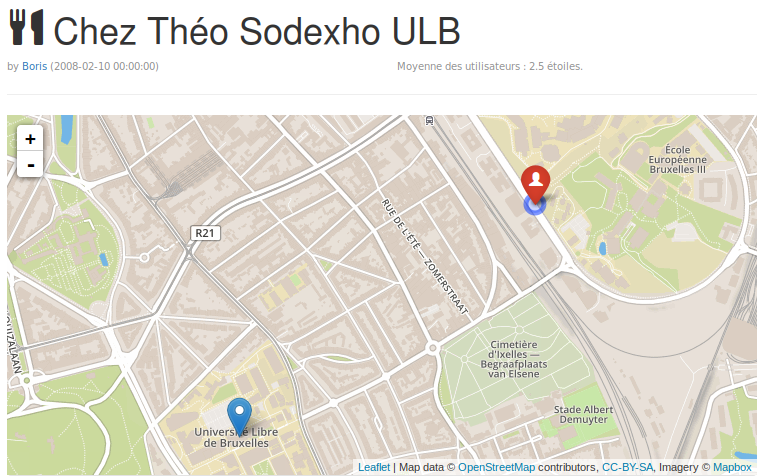 Chez Théo Sodexho ULB
by Boris (2008-02-10 00:00:00)
Moyenne des utilisateurs : 2.5 étoiles.
+
-
École
Européenne
Bruxelles III
R21
RUE DE L'ÉTÉ — ZOMERSTRAAT
Cimetière
d'Ixelles —
Begraafplaats
van Elsene
Stade Albert
Demuyter
Université Libre
de Bruxelles
Leaflet | Map data © OpenStreetMap contributors, CC-BY-SA, Imagery © Mapbox